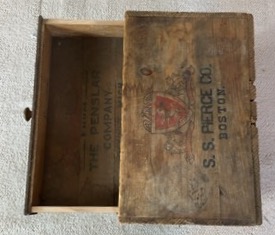 THE PENSLAR
COMPANY
S. S. PIERCE CO.
BOSTON